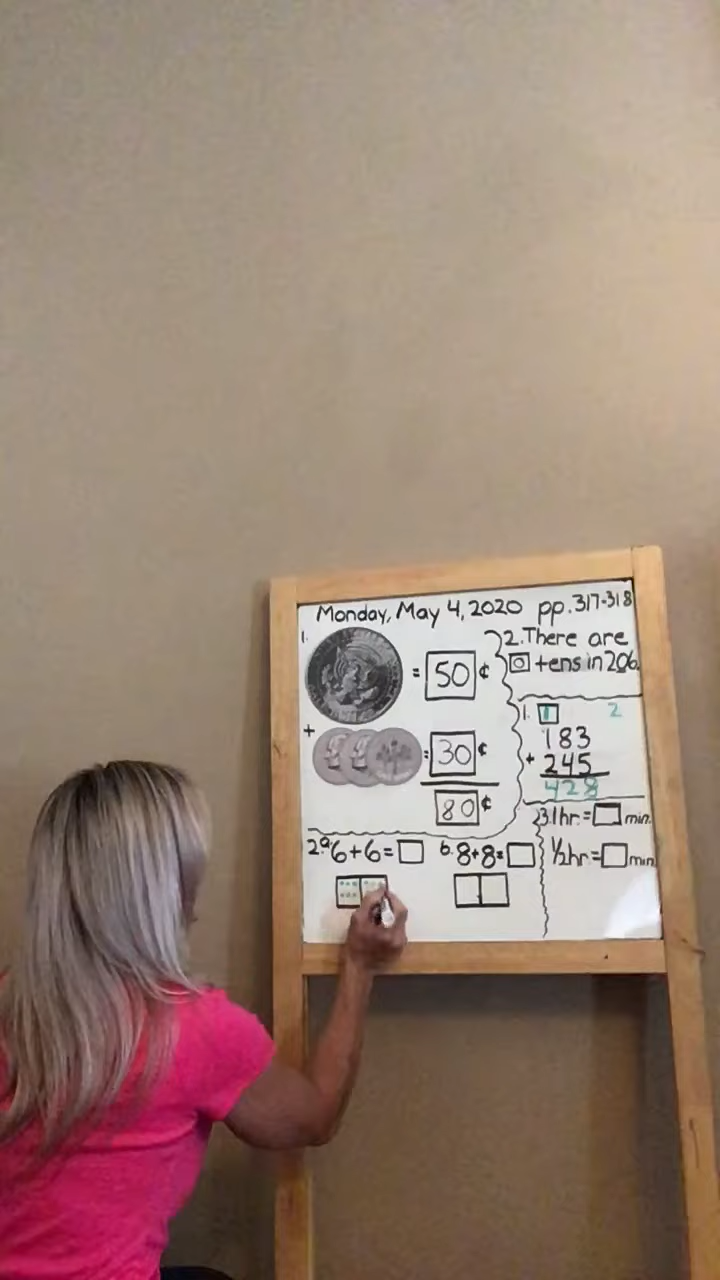 Monday, May 4, 2020 pp. 317-318
1.
= 50 ¢
+
= 30 ¢
80 ¢
2. There are
0 tens in 206.
1. 1 2
183
+ 245
428
2. a. 6+6=
b. 8+8=
3. 1 hr. = min.
½ hr. = min.